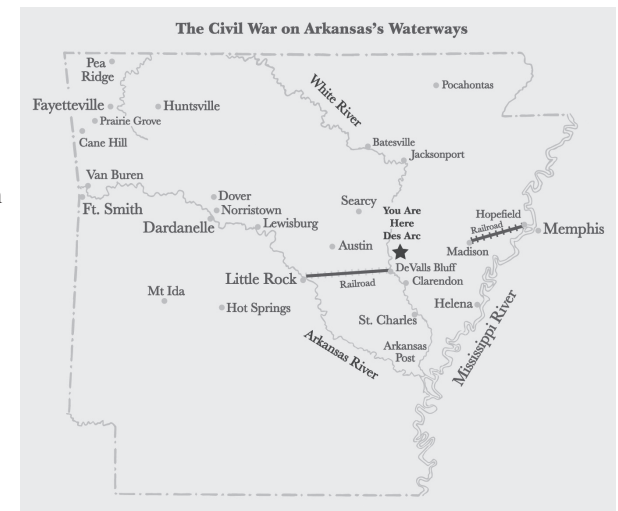 The Civil War on Arkansas's Waterways
Pea
Ridge
White River
Pocahontas
Fayetteville
Huntsville
Prairie Grove
Cane Hill
Batesville
Jacksonport
Van Buren
Ft. Smith
Dover
Norristown
Dardanelle
Lewisburg
Searcy
You Are
Here
Des Arc
Hopefield
Railroad
Memphis
Madison
Austin
DeValls Bluff
Little Rock
Railroad
Clarendon
Mt Ida
Hot Springs
Helena
St. Charles
Mississippi River
Arkansas River
Arkansas
Post